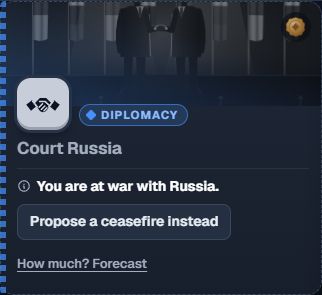 DIPLOMACY
Court Russia
You are at war with Russia.
Propose a ceasefire instead
How much? Forecast